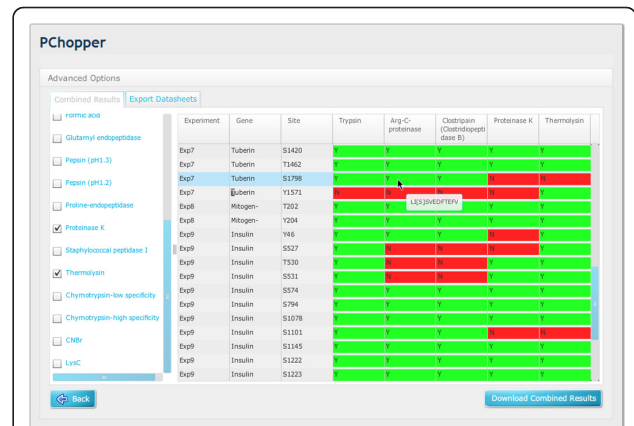 PChopper
Advanced Options
Combined Results Export Datasheets
Formic acid
Glutamyl endopeptidase
Pepsin (pH1.3)
Pepsin (pH1.2)
Proline-endopeptidase
Proteinase K
Staphylococcal peptidase I
Thermolysin
Chymotrypsin-low specificity
Chymotrypsin-high specificity
CNBr
LysC
Experiment Gene Site Trypsin Arg-C-proteinase Clostripain (Clostridiopeptidase B) Proteinase K Thermolysin
Exp7 Tuberin S1420 Y Y Y Y Y
Exp7 Tuberin T1462 Y Y Y Y Y
Exp7 Tuberin S1798 Y Y Y N N
Exp7 Tuberin Y1571 N N N N Y
LI[S]SVEDFTEFV
Exp8 Mitogen- T202 Y Y Y Y Y
Exp8 Mitogen- Y204 Y Y Y Y Y
Exp9 Insulin Y46 Y Y Y N Y
Exp9 Insulin S527 Y N N N Y
Exp9 Insulin T530 Y N N Y Y
Exp9 Insulin S531 Y N N Y Y
Exp9 Insulin S574 Y Y Y Y Y
Exp9 Insulin S794 Y Y Y Y Y
Exp9 Insulin S1078 Y Y Y Y Y
Exp9 Insulin S1101 Y Y Y N N
Exp9 Insulin S1145 Y Y Y Y Y
Exp9 Insulin S1222 Y Y Y Y Y
Exp9 Insulin S1223 Y Y Y Y Y
Back
Download Combined Results